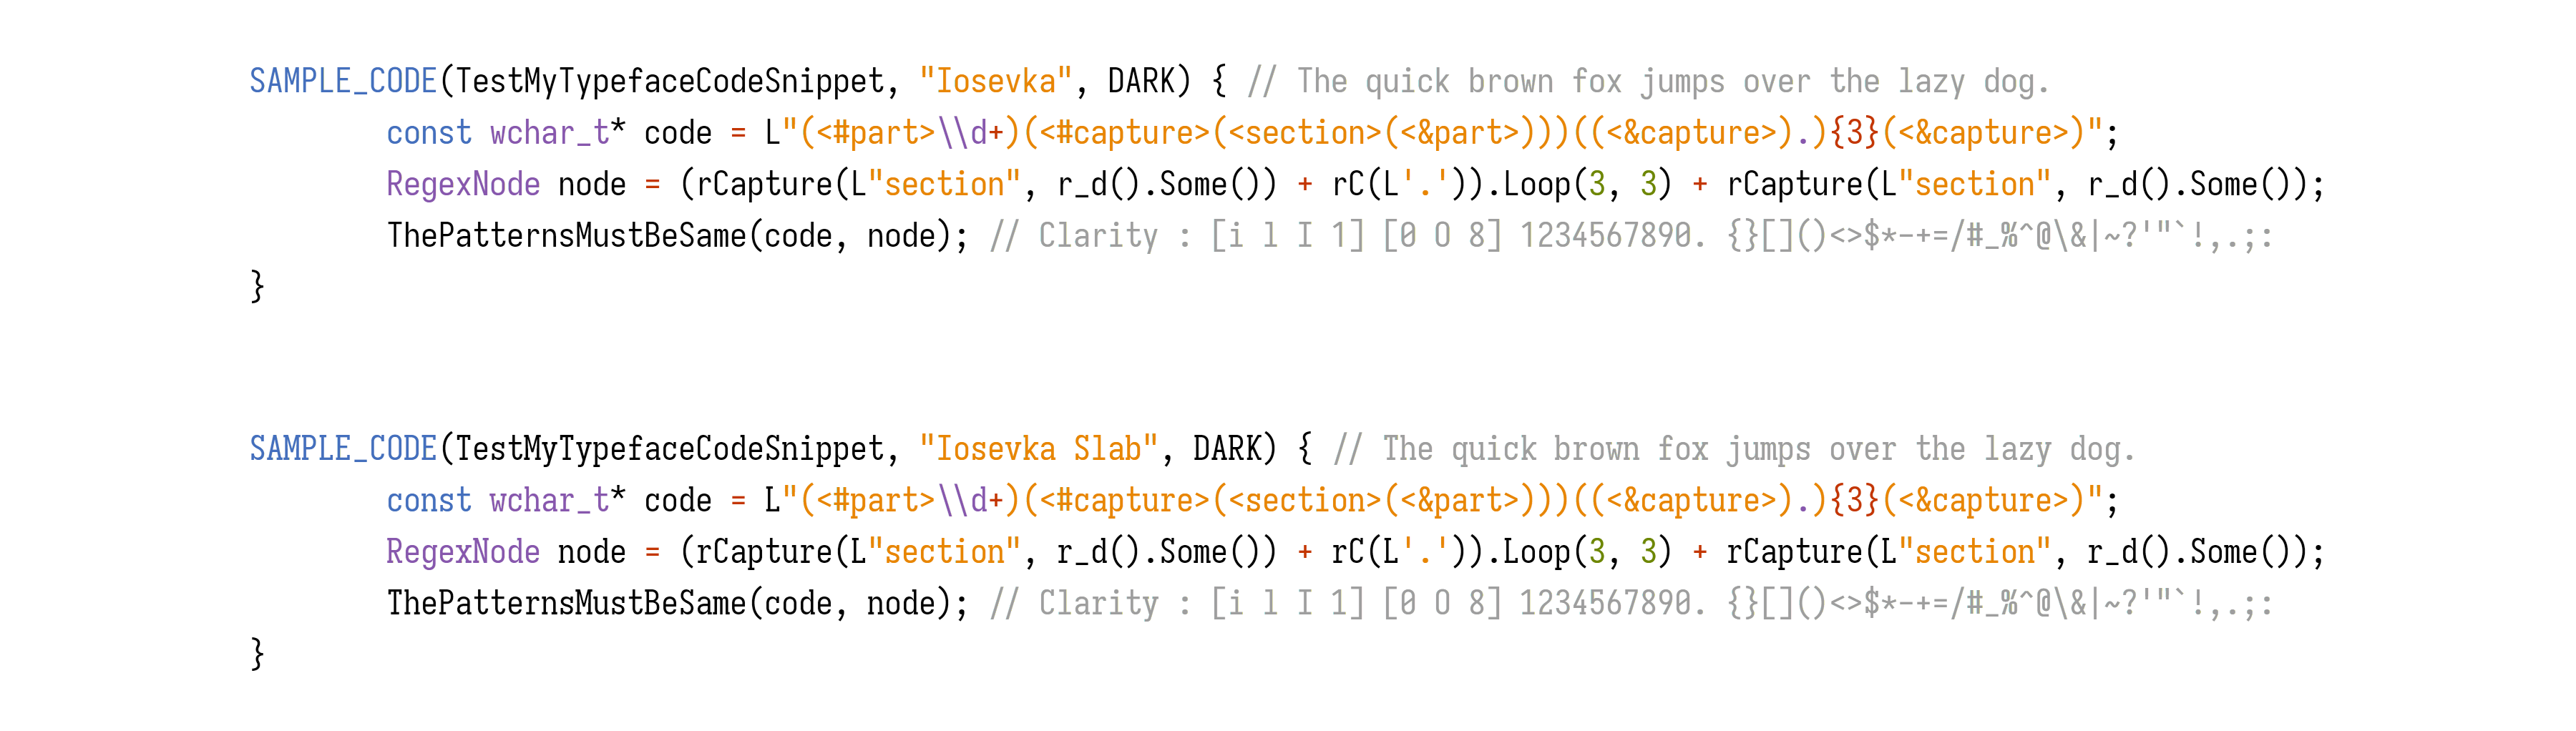 SAMPLE_CODE(TestMyTypefaceCodeSnippet, "Iosevka", DARK) { // The quick brown fox jumps over the lazy dog.
        const wchar_t* code = L"(<#part>\\d+)(<#capture>(<section>(<&part>)))((<&capture>).){3}(<&capture>)";
        RegexNode node = (rCapture(L"section", r_d().Some()) + rC(L'.')).Loop(3, 3) + rCapture(L"section", r_d().Some());
        ThePatternsMustBeSame(code, node); // Clarity : [i l I 1] [0 O 8] 1234567890. {}[]()<>$*-+=/#_%^@\&|~?'"`!,.;:
}
SAMPLE_CODE(TestMyTypefaceCodeSnippet, "Iosevka Slab", DARK) { // The quick brown fox jumps over the lazy dog.
        const wchar_t* code = L"(<#part>\\d+)(<#capture>(<section>(<&part>)))((<&capture>).){3}(<&capture>)";
        RegexNode node = (rCapture(L"section", r_d().Some()) + rC(L'.')).Loop(3, 3) + rCapture(L"section", r_d().Some());
        ThePatternsMustBeSame(code, node); // Clarity : [i l I 1] [0 O 8] 1234567890. {}[]()<>$*-+=/#_%^@\&|~?'"`!,.;:
}